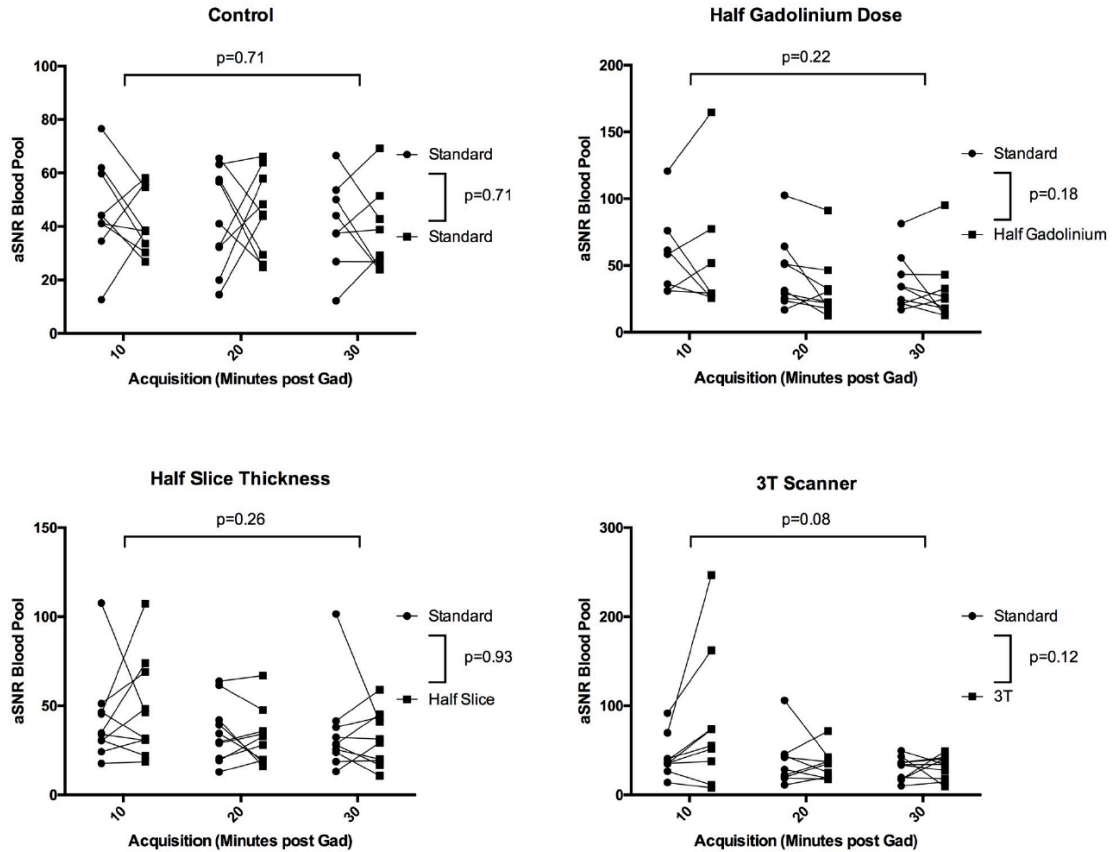 Control
p=0.71
100
80
60
40
20
0
aSNR Blood Pool
10
20
30
Acquisition (Minutes post Gad)
Standard
p=0.71
Standard
Half Gadolinium Dose
p=0.22
200
150
100
50
0
aSNR Blood Pool
10
20
30
Acquisition (Minutes post Gad)
Standard
p=0.18
Half Gadolinium
Half Slice Thickness
p=0.26
150
100
50
0
aSNR Blood Pool
10
20
30
Acquisition (Minutes post Gad)
Standard
p=0.93
Half Slice
3T Scanner
p=0.08
300
200
100
0
aSNR Blood Pool
10
20
30
Acquisition (Minutes post Gad)
Standard
p=0.12
3T